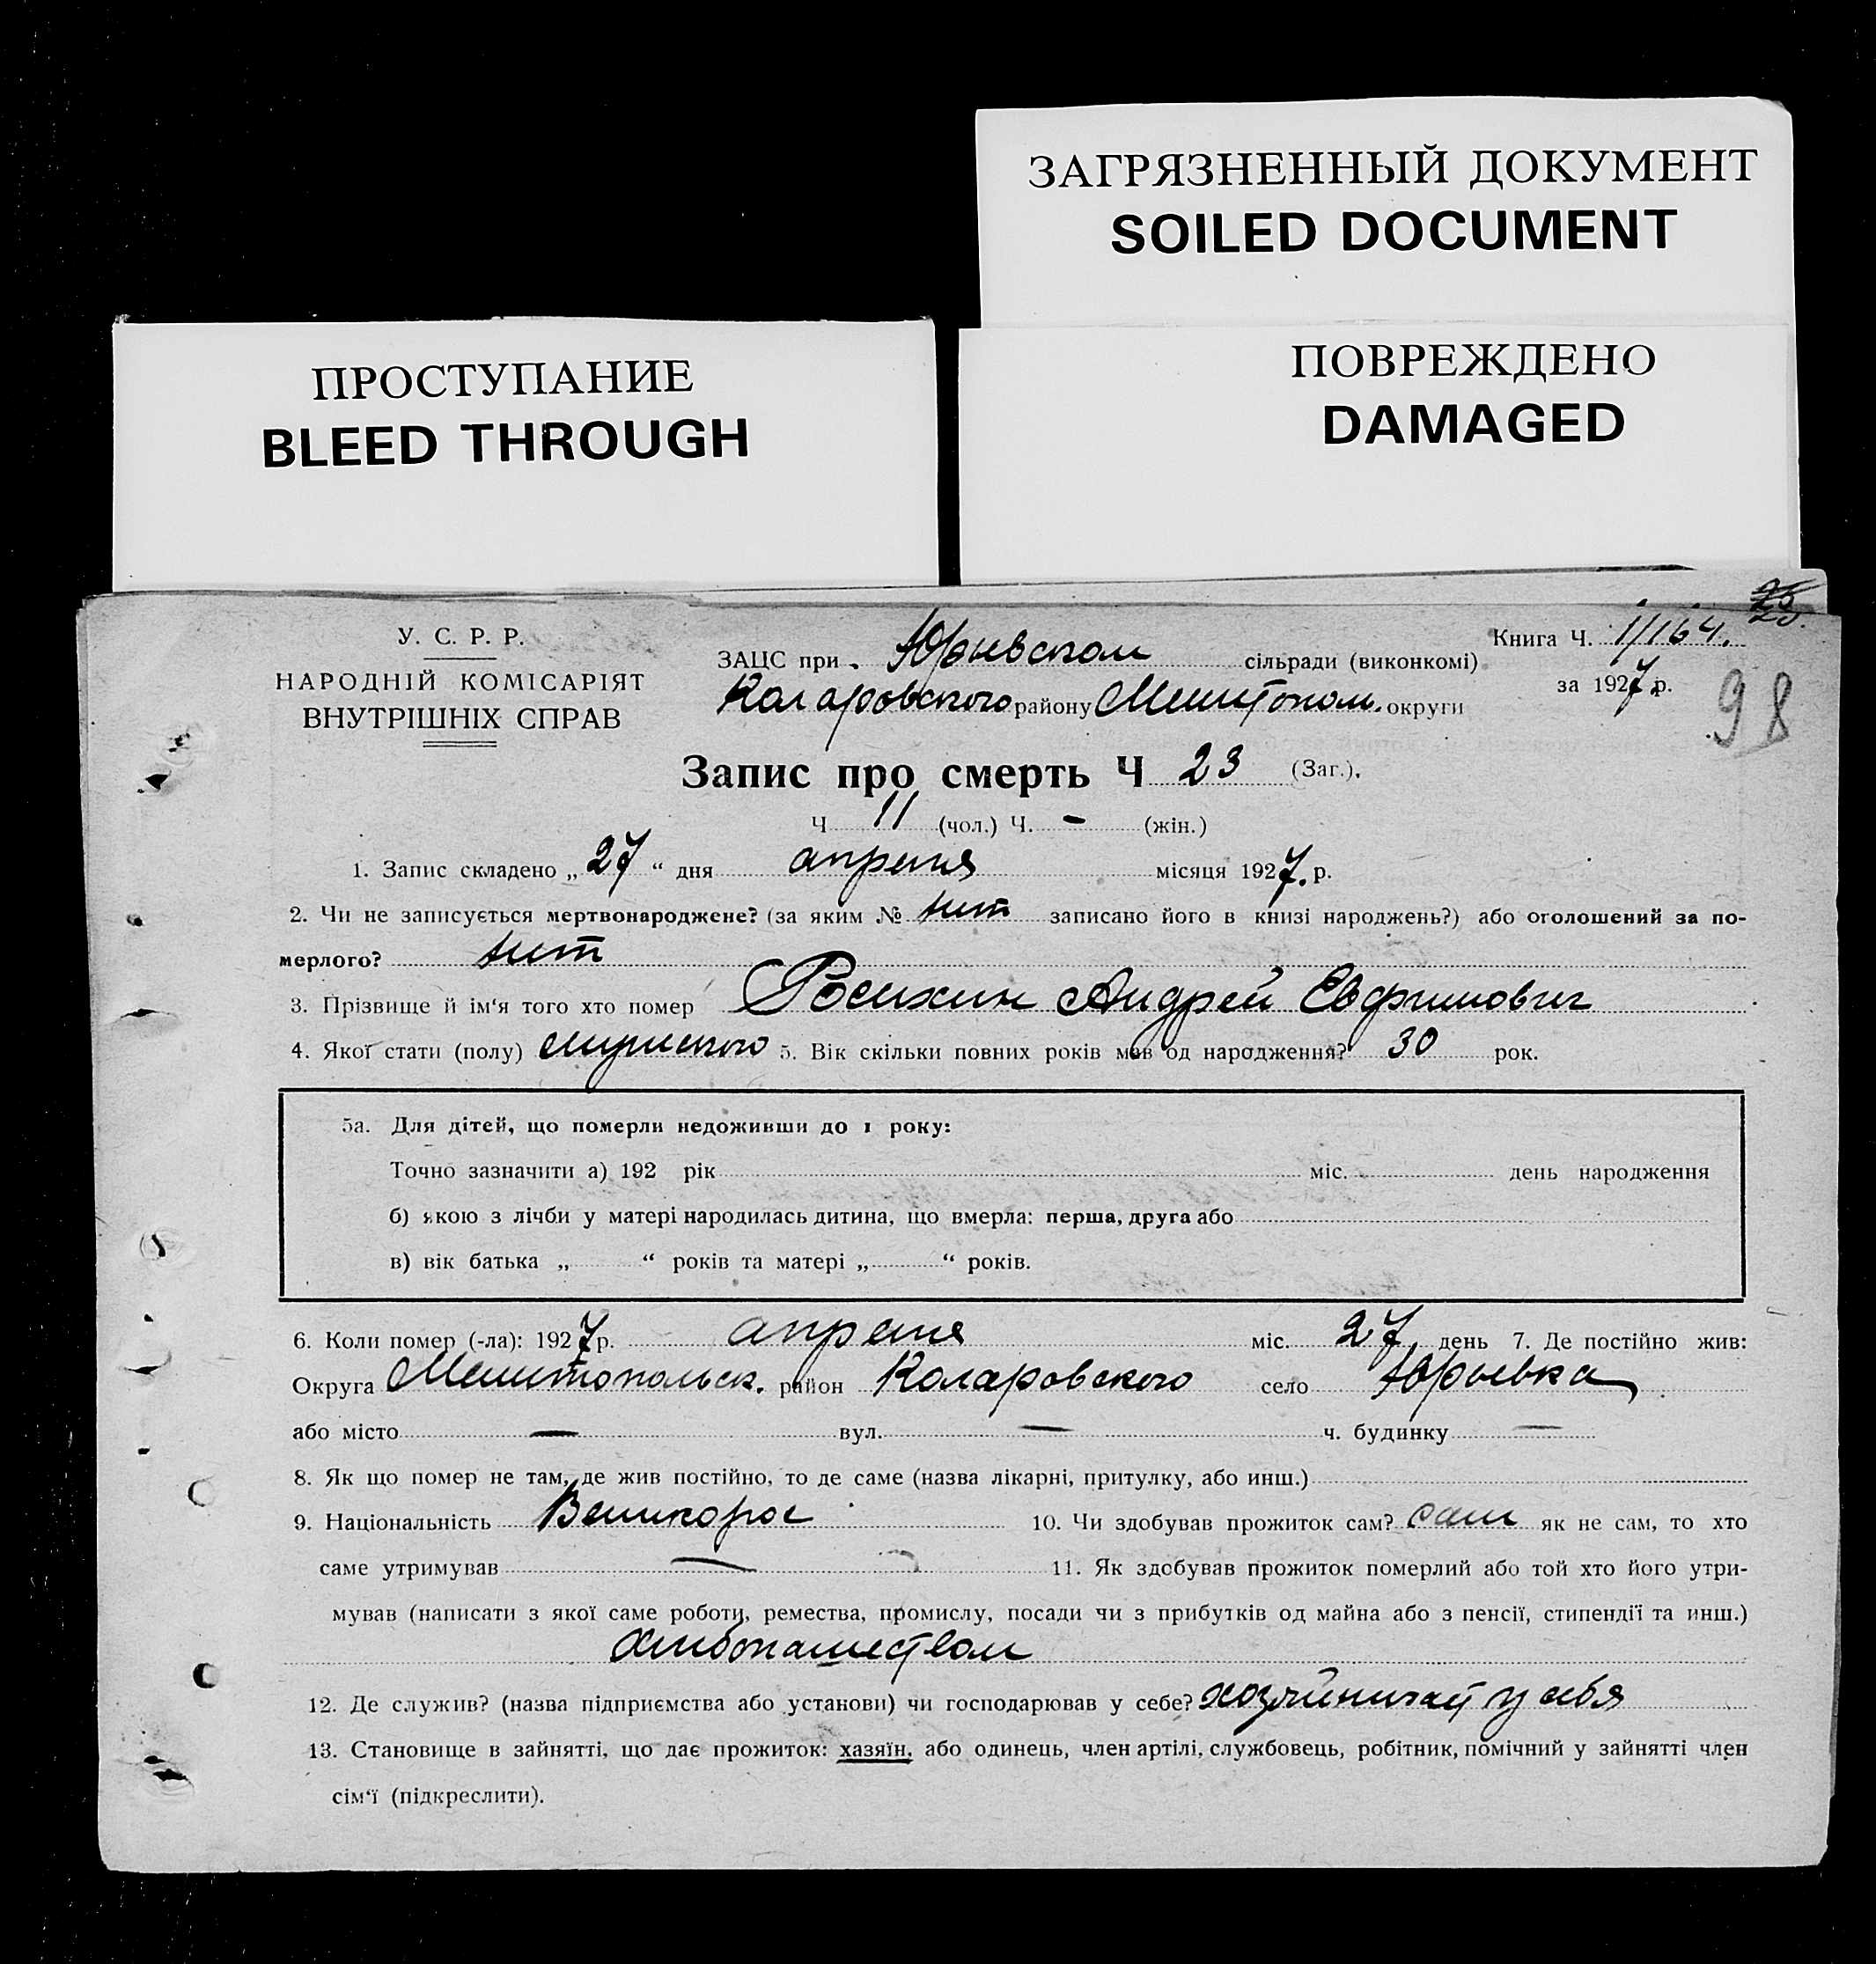 ЗАГРЯЗНЕННЫЙ ДОКУМЕНТ
SOILED DOCUMENT
ПРОСТУПАНИЕ
BLEED THROUGH
ПОВРЕЖДЕНО
DAMAGED
У. С. Р. Р.
НАРОДНІЙ КОМІСАРІЯТ
ВНУТРІШНІХ СПРАВ
Книга Ч. 1/164.
за 1927 р.
98
ЗАЦС при Юрьевском сільради (виконкомі)
Коларовского району Мелитополь. округи
Запис про смерть Ч 23 (Заг.).
Ч 11 (чол.) Ч. - (жін.)
1. Запис складено „27“ дня апреля місяця 1927. р.
2. Чи не записується мертвонароджене? (за яким № нет записано його в книзі народжень?) або оголошений за по-
мерлого? нет
3. Прізвище й ім‘я того хто помер Росихин Андрей Евфимович
4. Якої стати (полу) мужского 5. Вік скільки повних років мав од народження? 30 рок.
5а. Для дітей, що померли недоживши до 1 року:
Точно зазначити а) 192 рік міс. день народження
б) якою з лічби у матері народилась дитина, що вмерла: перша, друга або
в) вік батька „ “ років та матері „ “ років.
6. Коли помер (-ла): 1927 р. апреля міс. 27 день 7. Де постійно жив:
Округа Мелитопольск. район Коларовского село Юрьевка
або місто — вул. — ч. будинку —
8. Як що помер не там, де жив постійно, то де саме (назва лікарні, притулку, або инш.)
9. Національність Великорос 10. Чи здобував прожиток сам? сам як не сам, то хто
саме утримував — 11. Як здобував прожиток померлий або той хто його утри-
мував (написати з якої саме роботи, ремества, промислу, посади чи з прибутків од майна або з пенсії, стипендії та инш.)
Хлебопашеством
12. Де служив? (назва підприємства або установи) чи господарював у себе? хозяйничает у себя
13. Становище в зайнятті, що дає прожиток: хазяїн, або одинець, член артілі, службовець, робітник, помічний у зайнятті член
сім‘ї (підкреслити).